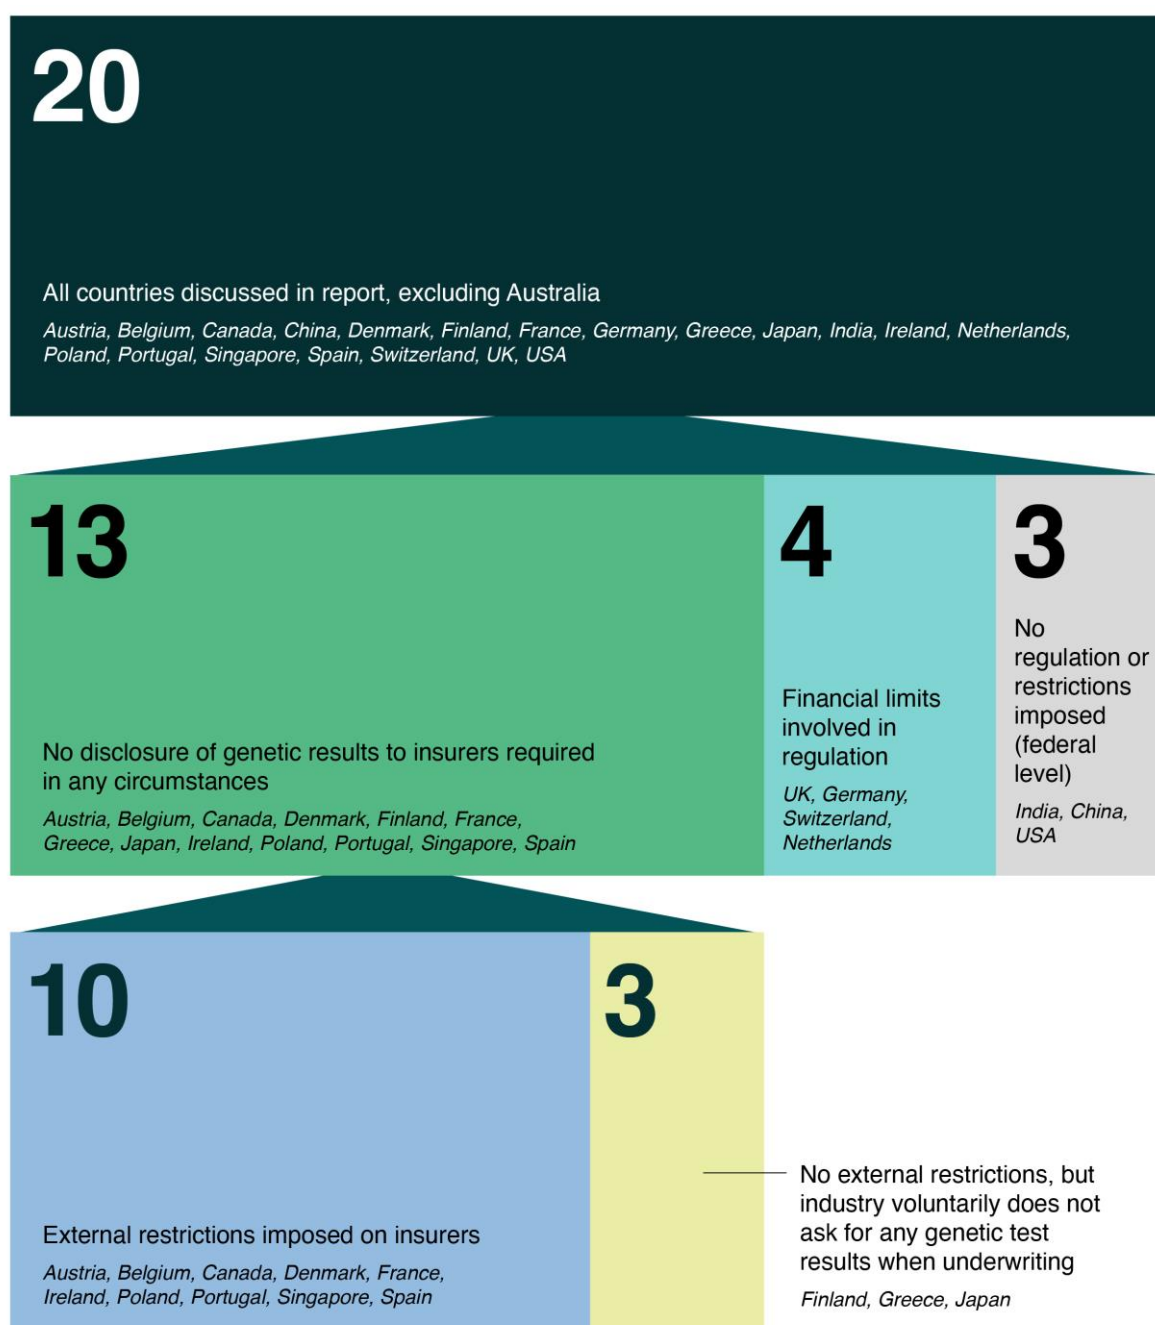 20
All countries discussed in report, excluding Australia
Austria, Belgium, Canada, China, Denmark, Finland, France, Germany, Greece, Japan, India, Ireland, Netherlands,
Poland, Portugal, Singapore, Spain, Switzerland, UK, USA
13
No disclosure of genetic results to insurers required
in any circumstances
Austria, Belgium, Canada, Denmark, Finland, France,
Greece, Japan, Ireland, Poland, Portugal, Singapore, Spain
4
Financial limits
involved in
regulation
UK, Germany,
Switzerland,
Netherlands
3
No
regulation or
restrictions
imposed
(federal
level)
India, China,
USA
10
External restrictions imposed on insurers
Austria, Belgium, Canada, Denmark, France,
Ireland, Poland, Portugal, Singapore, Spain
3
No external restrictions, but
industry voluntarily does not
ask for any genetic test
results when underwriting
Finland, Greece, Japan